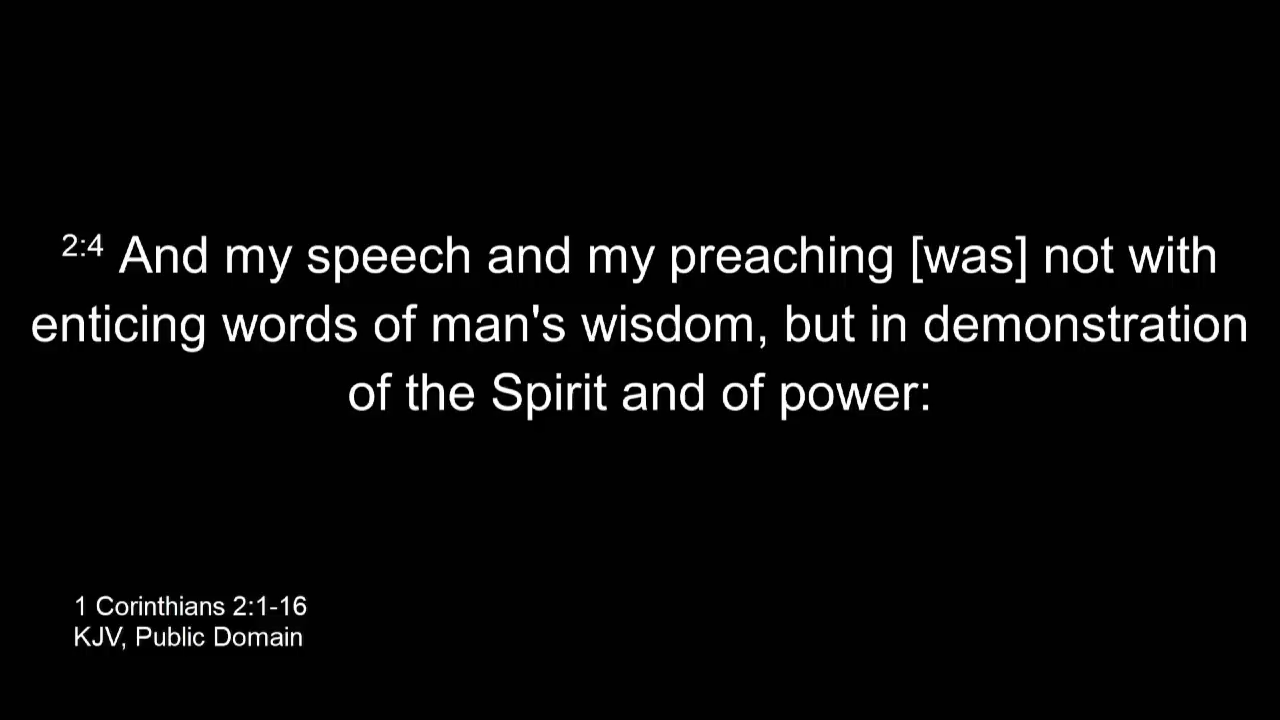 2:4 And my speech and my preaching [was] not with
enticing words of man's wisdom, but in demonstration
of the Spirit and of power:
1 Corinthians 2:1-16
KJV, Public Domain